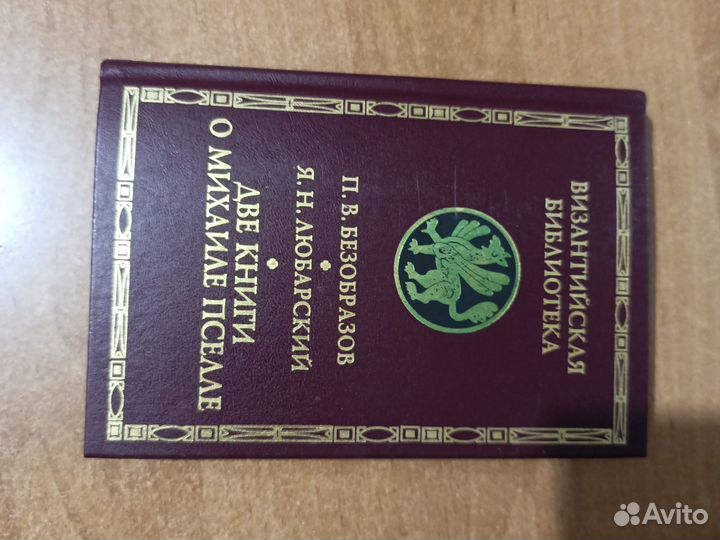 ВИЗАНТИЙСКАЯ
БИБЛИОТЕКА
П. В. БЕЗОБРАЗОВ
Я. Н. ЛЮБАРСКИЙ
ДВЕ КНИГИ
О МИХАИЛЕ ПСЕЛЛЕ
Avito